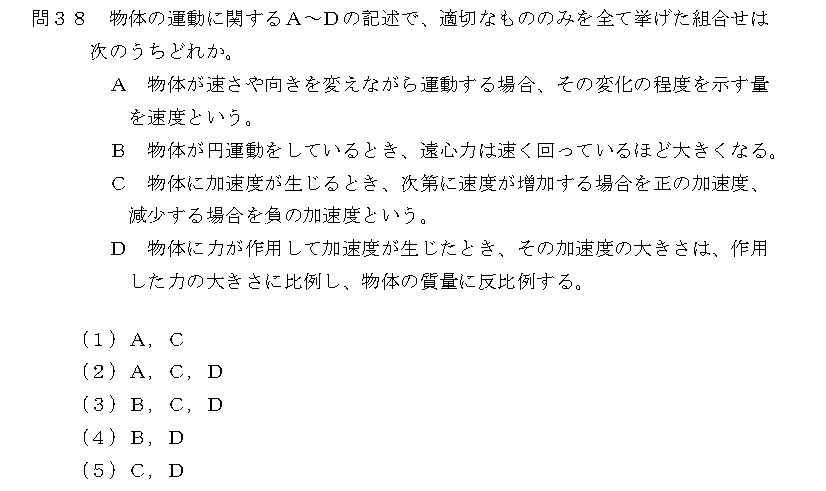 問３８　物体の運動に関するＡ～Ｄの記述で、適切なもののみを全て挙げた組合せは
次のうちどれか。
Ａ　物体が速さや向きを変えながら運動する場合、その変化の程度を示す量
を速度という。
Ｂ　物体が円運動をしているとき、遠心力は速く回っているほど大きくなる。
Ｃ　物体に加速度が生じるとき、次第に速度が増加する場合を正の加速度、
減少する場合を負の加速度という。
Ｄ　物体に力が作用して加速度が生じたとき、その加速度の大きさは、作用
した力の大きさに比例し、物体の質量に反比例する。
（１）Ａ，Ｃ
（２）Ａ，Ｃ，Ｄ
（３）Ｂ，Ｃ，Ｄ
（４）Ｂ，Ｄ
（５）Ｃ，Ｄ